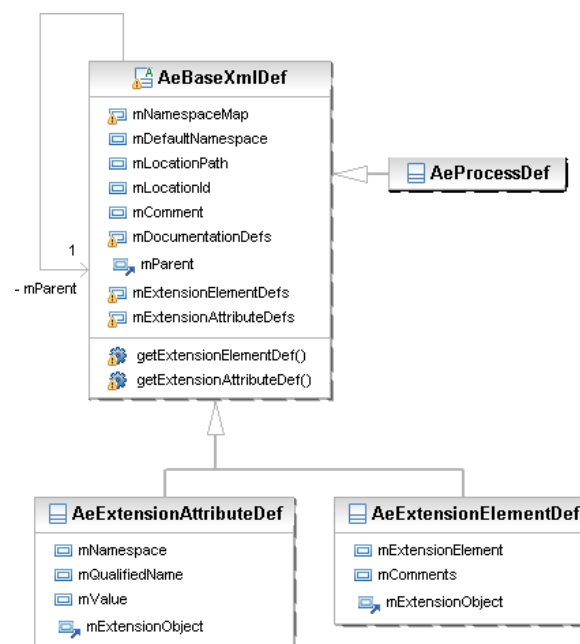 AeBaseXmlDef
mNamespaceMap
mDefaultNamespace
mLocationPath
mLocationId
mComment
mDocumentationDefs
mParent
mExtensionElementDefs
mExtensionAttributeDefs
getExtensionElementDef()
getExtensionAttributeDef()
1
- mParent
AeProcessDef
AeExtensionAttributeDef
mNamespace
mQualifiedName
mValue
mExtensionObject
AeExtensionElementDef
mExtensionElement
mComments
mExtensionObject